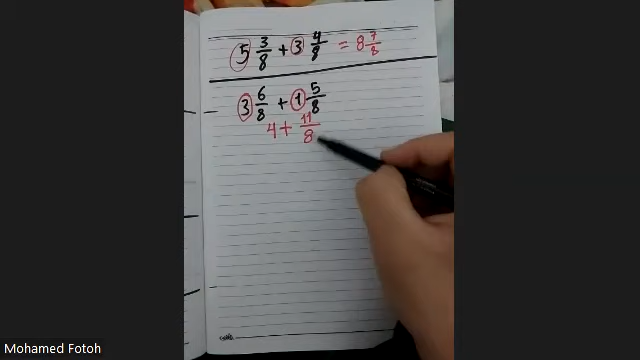 5 3/8 + 3 4/8 = 8 7/8
3 6/8 + 1 5/8
4 + 11/8
Mohamed Fotoh